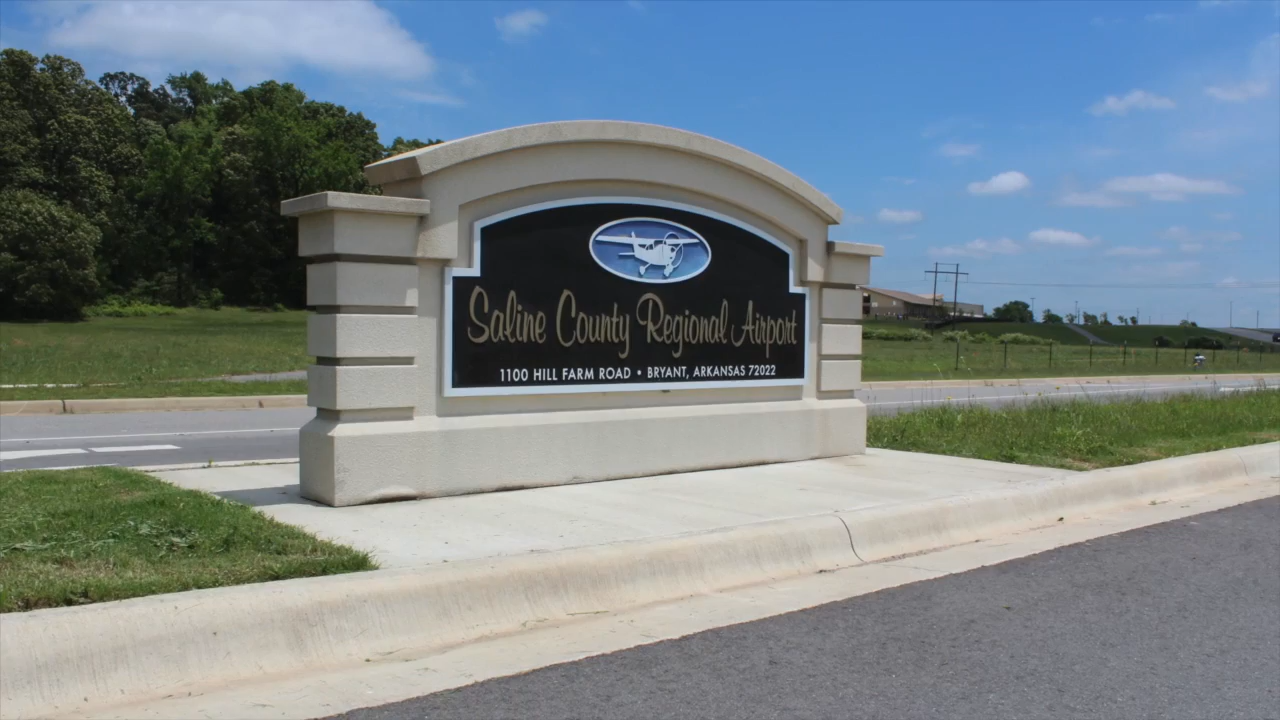 Saline County Regional Airport
1100 HILL FARM ROAD • BRYANT, ARKANSAS 72022